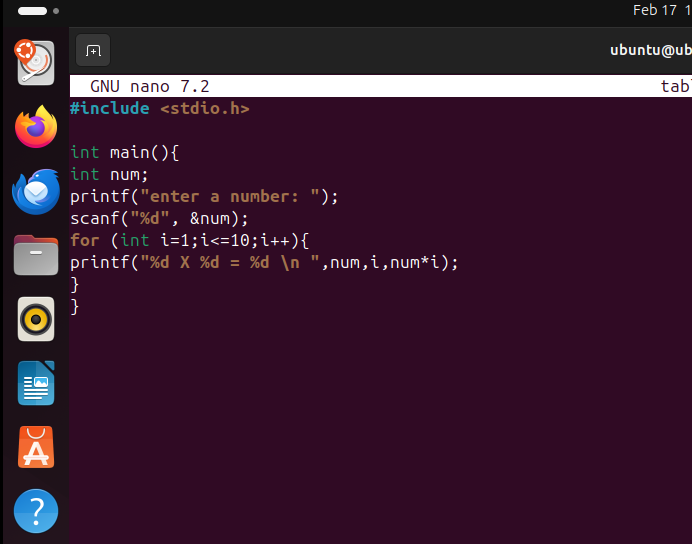 Feb 17 1
ubuntu@ub
GNU nano 7.2 tab
#include <stdio.h>
int main(){
int num;
printf("enter a number: ");
scanf("%d", &num);
for (int i=1;i<=10;i++){
printf("%d X %d = %d \n ",num,i,num*i);
}
}